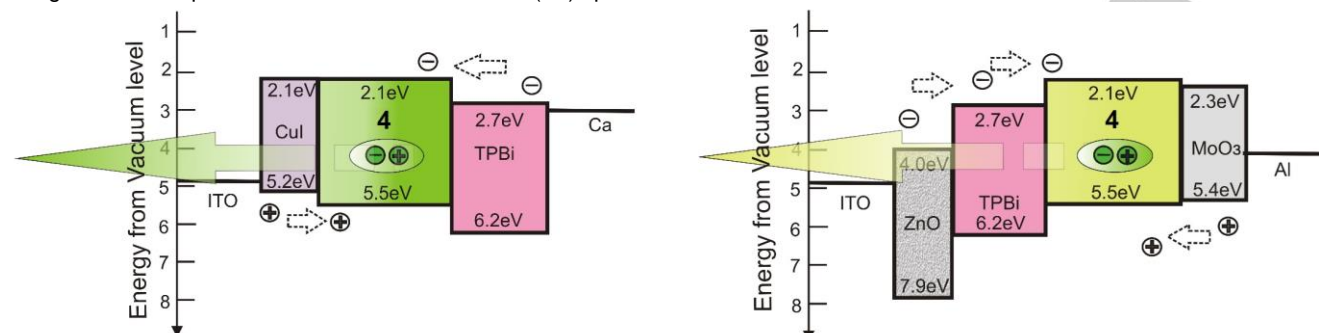 Energy from Vacuum level
1
2
3
4
5
6
7
8
2.1eV
CuI
5.2eV
ITO
2.1eV
4
5.5eV
2.7eV
TPBi
6.2eV
Ca
Energy from Vacuum level
1
2
3
4
5
6
7
8
ITO
4.0eV
ZnO
7.9eV
2.7eV
TPBi
6.2eV
2.1eV
4
5.5eV
2.3eV
MoO₃
5.4eV
Al